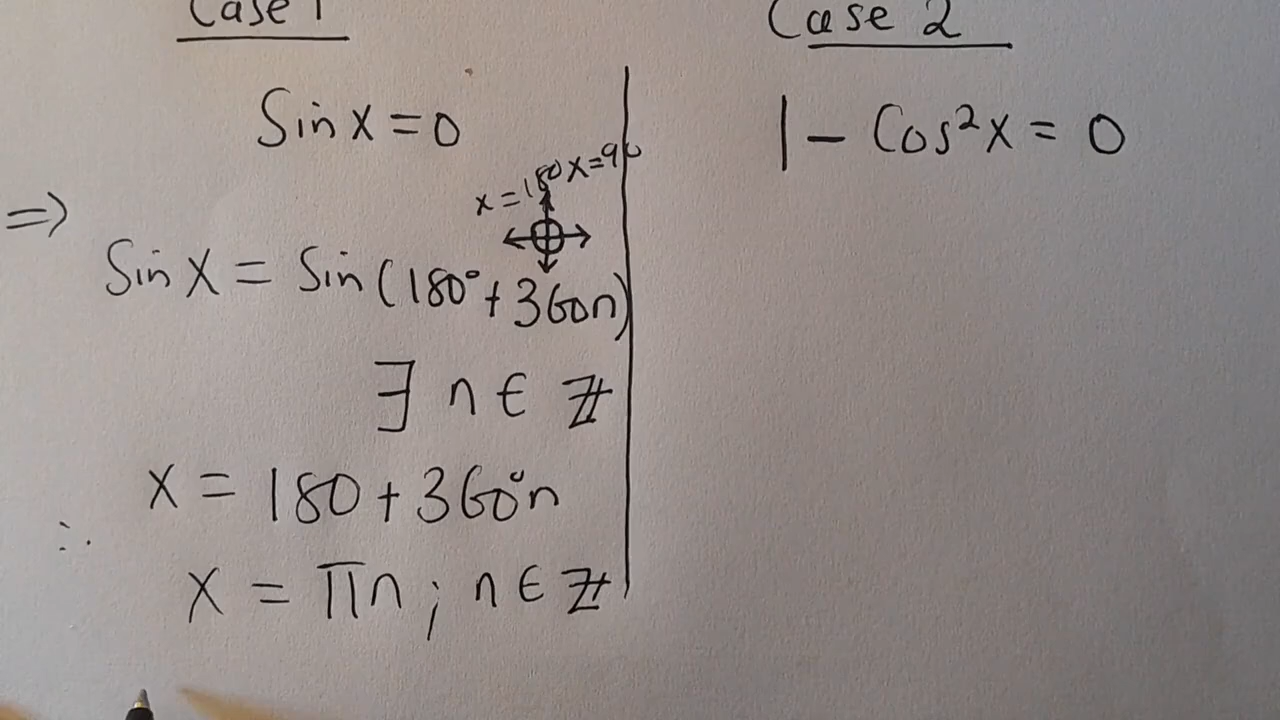 Case 1
Sin x = 0
x = 180 x = 90
⇒
Sin x = Sin (180° + 360n)
∃ n ∈ ℤ
x = 180 + 360°n
∴
x = πn ; n ∈ ℤ
Case 2
1 - Cos²x = 0